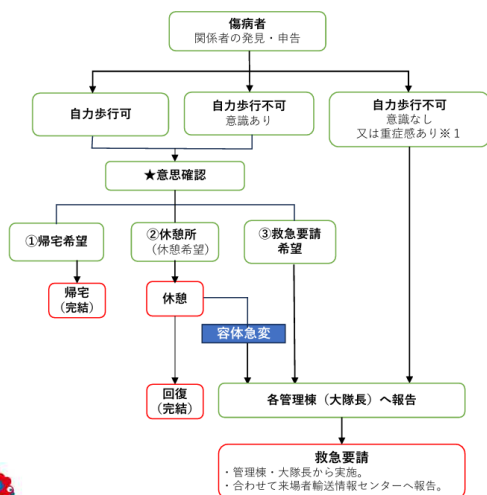 傷病者
関係者の発見・申告
自力歩行可
自力歩行不可
意識あり
自力歩行不可
意識なし
又は重症感あり※１
★意思確認
①帰宅希望
②休憩所
（休憩希望）
③救急要請
希望
帰宅
（完結）
休憩
容体急変
回復
（完結）
各管理棟（大隊長）へ報告
救急要請
・管理棟・大隊長から実施。
・合わせて来場者輸送情報センターへ報告。